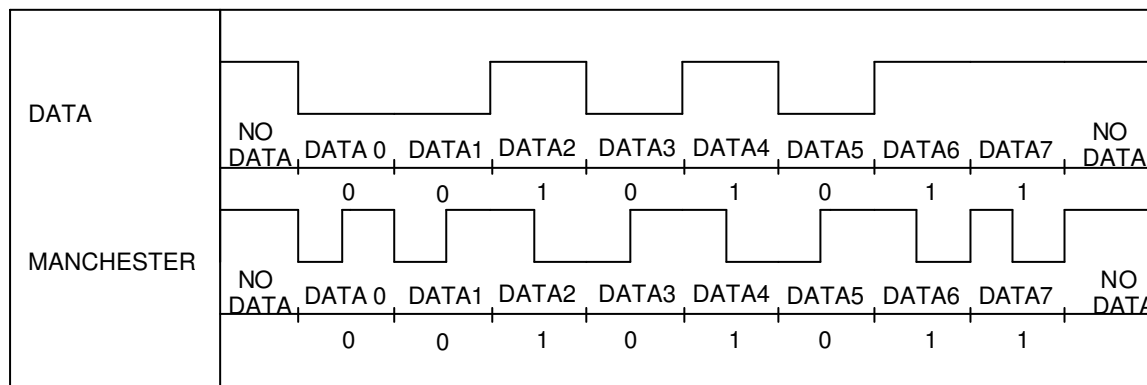 DATA
NO DATA DATA 0 DATA1 DATA2 DATA3 DATA4 DATA5 DATA6 DATA7 NO DATA
0 0 1 0 1 0 1 1
MANCHESTER
NO DATA DATA 0 DATA1 DATA2 DATA3 DATA4 DATA5 DATA6 DATA7 NO DATA
0 0 1 0 1 0 1 1